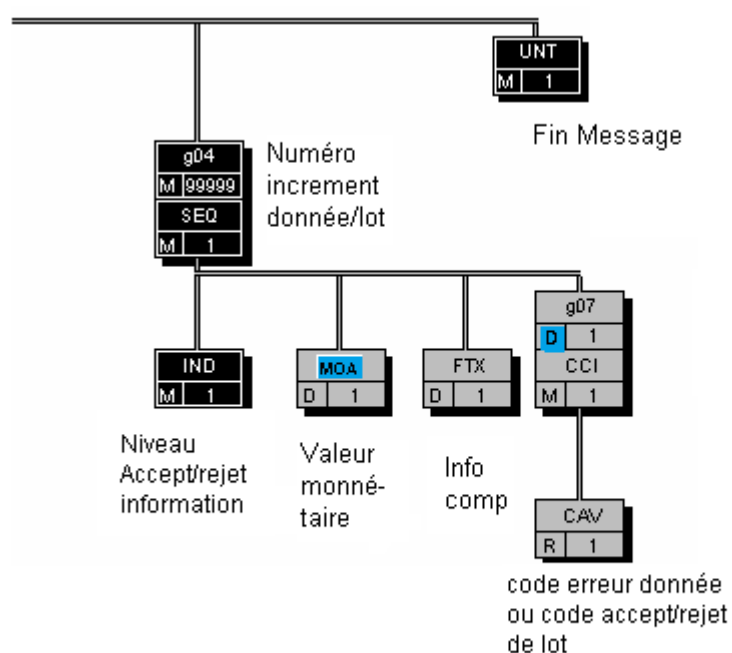 UNT
M 1
Fin Message
g04
M 99999
SEQ
M 1
Numéro
increment
donnée/lot
IND
M 1
Niveau
Accept/rejet
information
MOA
D 1
Valeur
monné-
taire
FTX
D 1
Info
comp
g07
D 1
CCI
M 1
CAV
R 1
code erreur donnée
ou code accept/rejet
de lot